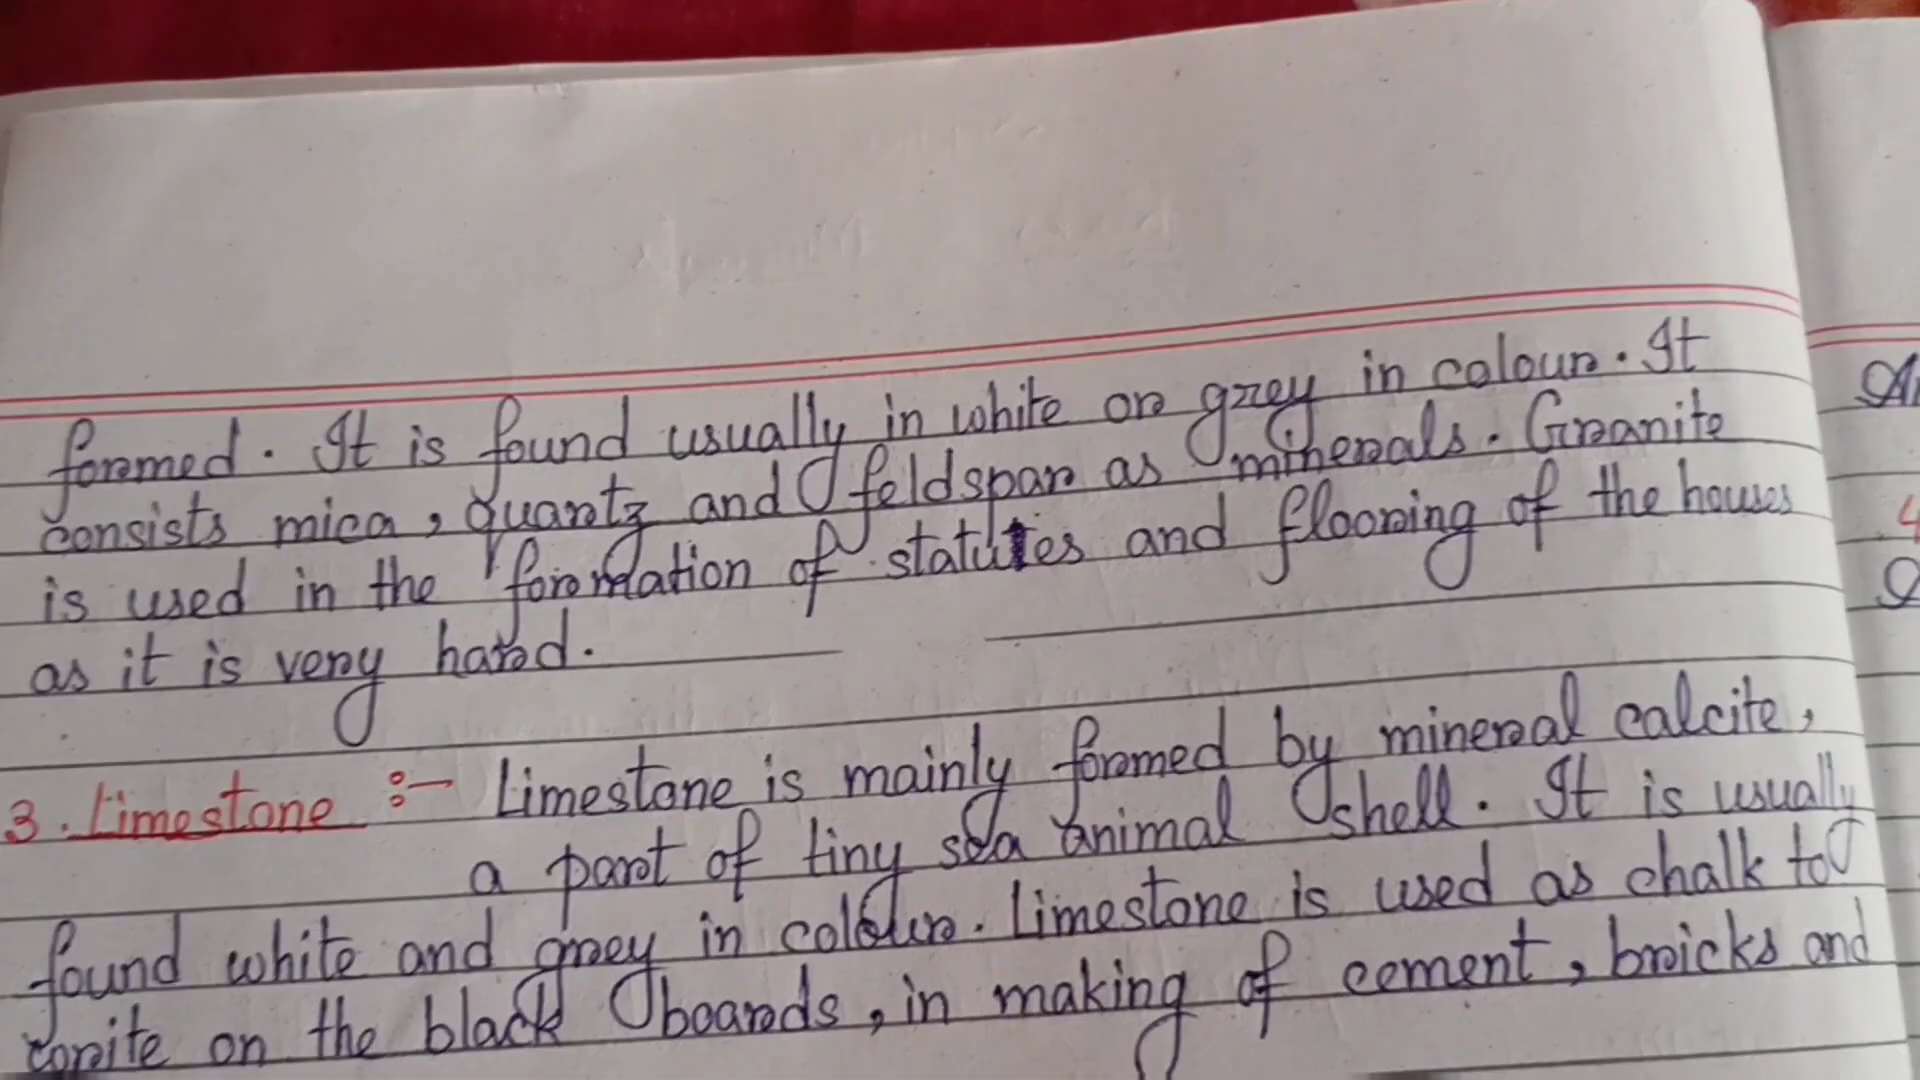 formed. It is found usually in white or grey in colour. It
consists mica, quartz and feldspar as minerals. Granite
is used in the formation of statutes and flooring of the houses
as it is very hard.
3. Limestone :- Limestone is mainly formed by mineral calcite,
a part of tiny sea animal shell. It is usually
found white and grey in colour. Limestone is used as chalk to
write on the black boards, in making of cement, bricks and